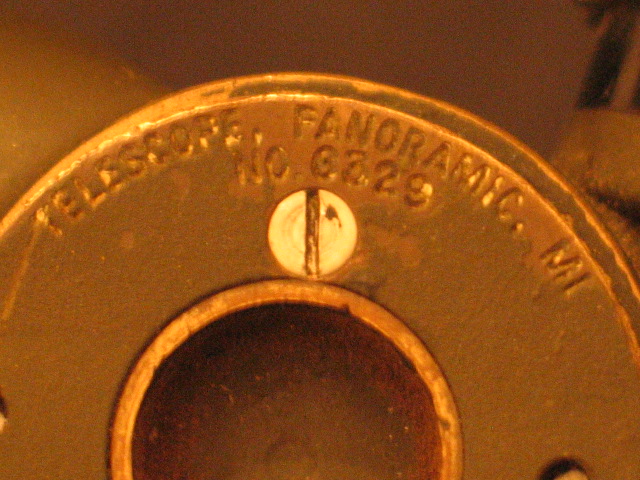 TELESCOPE, PANORAMIC, M1
NO. 6329